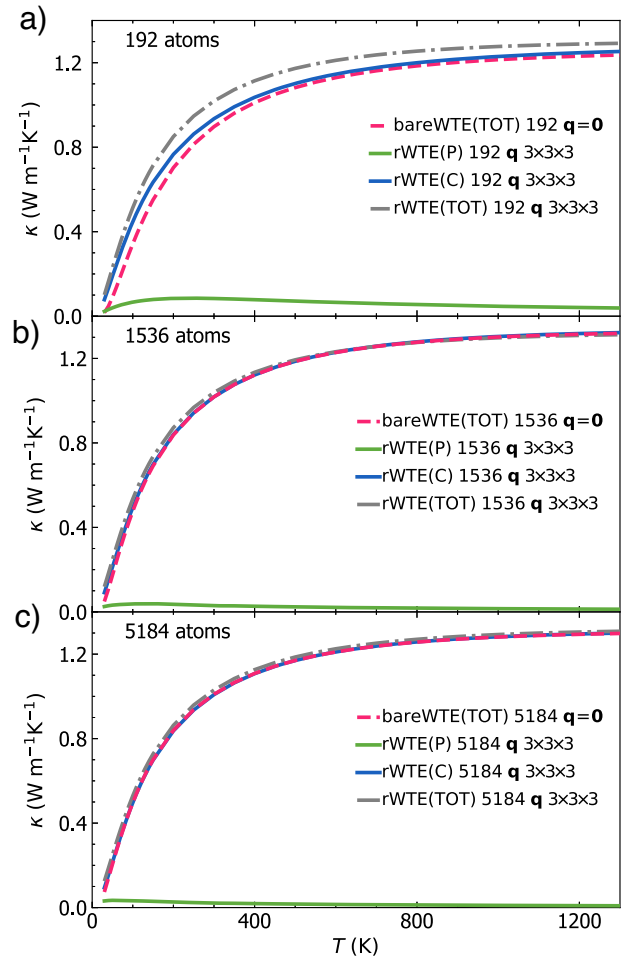 a)
192 atoms
1.2
0.8
0.4
0.0
κ (W m⁻¹K⁻¹)
bareWTE(TOT) 192 q=0
rWTE(P) 192 q 3×3×3
rWTE(C) 192 q 3×3×3
rWTE(TOT) 192 q 3×3×3
b)
1536 atoms
1.2
0.8
0.4
0.0
κ (W m⁻¹K⁻¹)
bareWTE(TOT) 1536 q=0
rWTE(P) 1536 q 3×3×3
rWTE(C) 1536 q 3×3×3
rWTE(TOT) 1536 q 3×3×3
c)
5184 atoms
1.2
0.8
0.4
0.0
κ (W m⁻¹K⁻¹)
bareWTE(TOT) 5184 q=0
rWTE(P) 5184 q 3×3×3
rWTE(C) 5184 q 3×3×3
rWTE(TOT) 5184 q 3×3×3
0 400 800 1200
T (K)